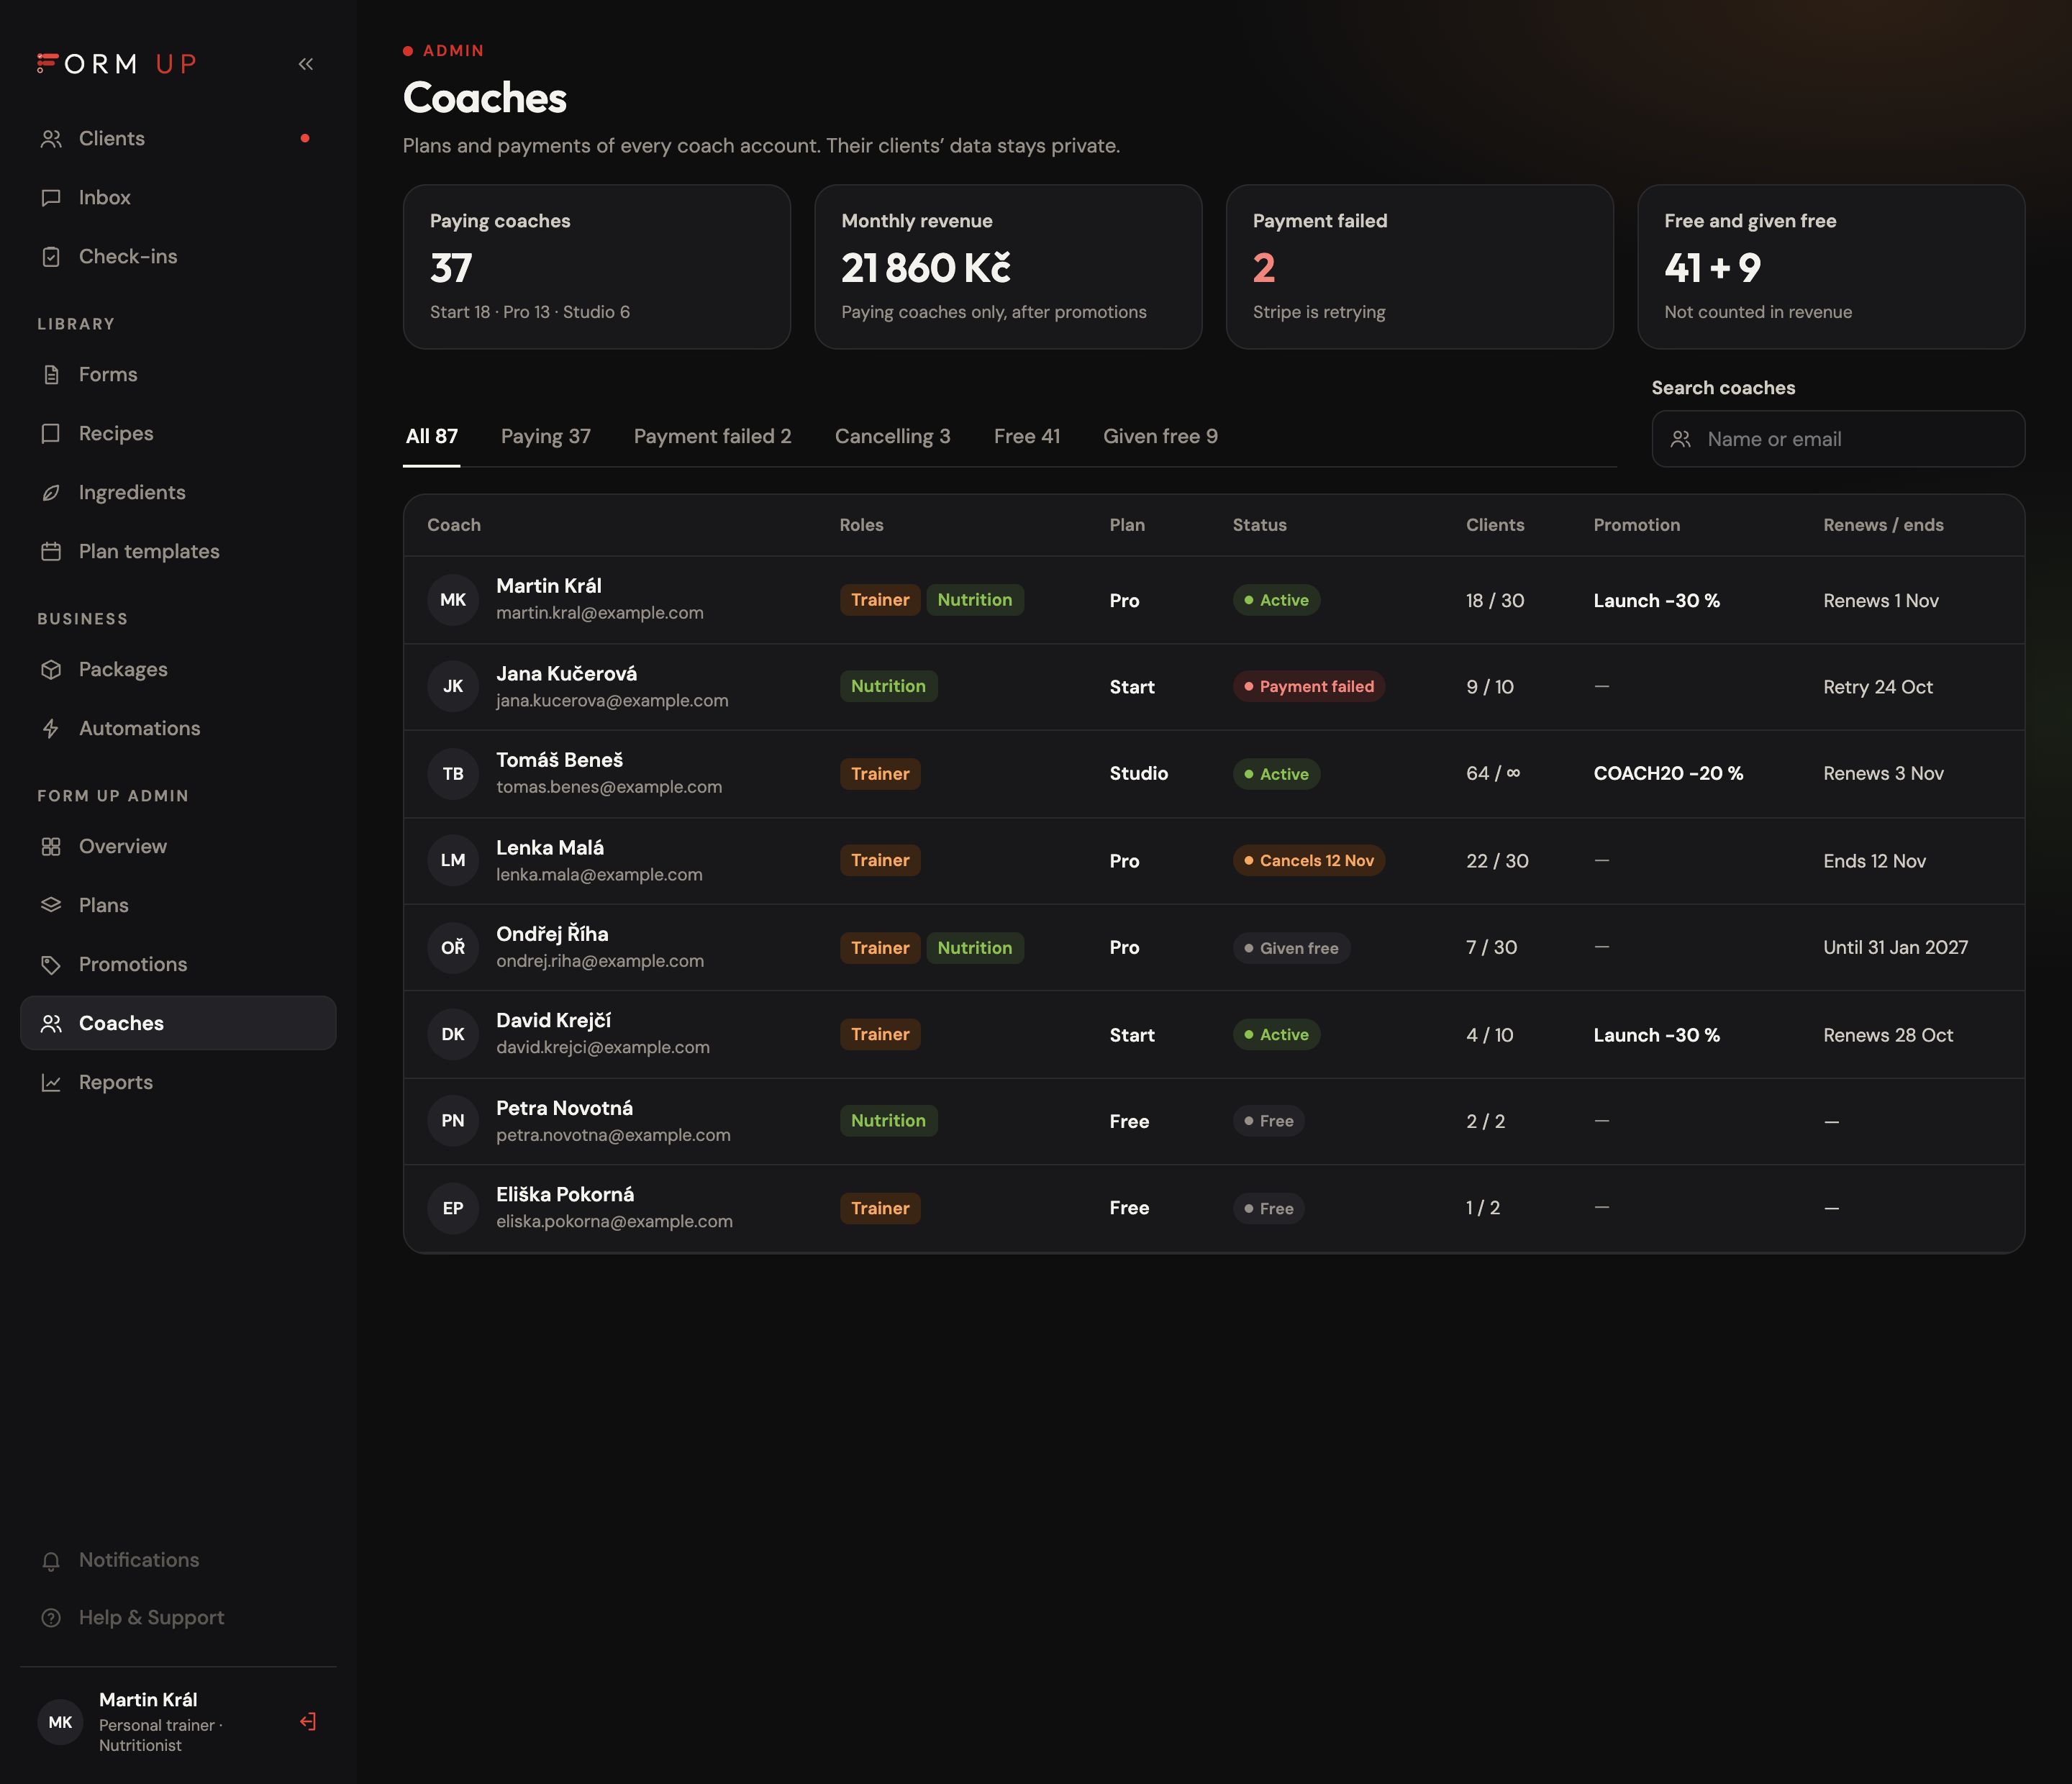 FORM UP
Clients
Inbox
Check-ins
LIBRARY
Forms
Recipes
Ingredients
Plan templates
BUSINESS
Packages
Automations
FORM UP ADMIN
Overview
Plans
Promotions
Coaches
Reports
Notifications
Help & Support
MK
Martin Král
Personal trainer ·
Nutritionist
ADMIN
Coaches
Plans and payments of every coach account. Their clients’ data stays private.
Paying coaches
37
Start 18 · Pro 13 · Studio 6
Monthly revenue
21 860 Kč
Paying coaches only, after promotions
Payment failed
2
Stripe is retrying
Free and given free
41 + 9
Not counted in revenue
All 87 Paying 37 Payment failed 2 Cancelling 3 Free 41 Given free 9
Search coaches
Name or email
Coach Roles Plan Status Clients Promotion Renews / ends
MK Martin Král Trainer Nutrition Pro Active 18 / 30 Launch −30 % Renews 1 Nov
martin.kral@example.com
JK Jana Kučerová Nutrition Start Payment failed 9 / 10 — Retry 24 Oct
jana.kucerova@example.com
TB Tomáš Beneš Trainer Studio Active 64 / ∞ COACH20 −20 % Renews 3 Nov
tomas.benes@example.com
LM Lenka Malá Trainer Pro Cancels 12 Nov 22 / 30 — Ends 12 Nov
lenka.mala@example.com
OŘ Ondřej Říha Trainer Nutrition Pro Given free 7 / 30 — Until 31 Jan 2027
ondrej.riha@example.com
DK David Krejčí Trainer Start Active 4 / 10 Launch −30 % Renews 28 Oct
david.krejci@example.com
PN Petra Novotná Nutrition Free Free 2 / 2 — —
petra.novotna@example.com
EP Eliška Pokorná Trainer Free Free 1 / 2 — —
eliska.pokorna@example.com